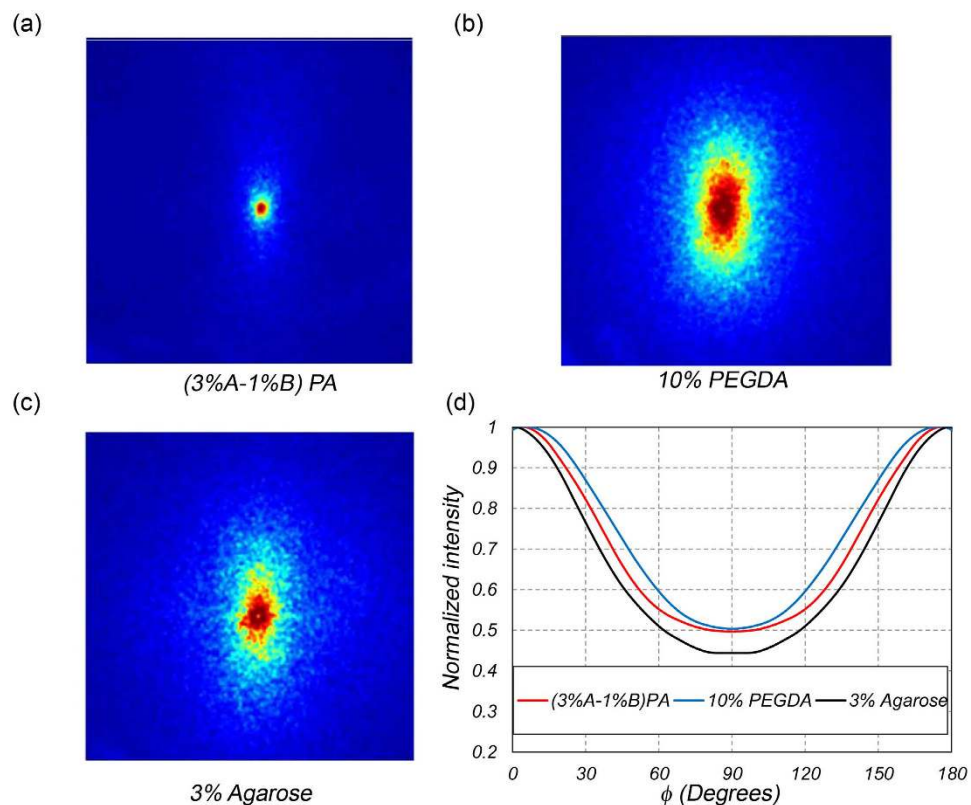 (a)
(3%A-1%B) PA
(b)
10% PEGDA
(c)
3% Agarose
(d)
Normalized intensity
1
0.9
0.8
0.7
0.6
0.5
0.4
0.3
0.2
(3%A-1%B)PA 10% PEGDA 3% Agarose
0 30 60 90 120 150 180
ϕ (Degrees)